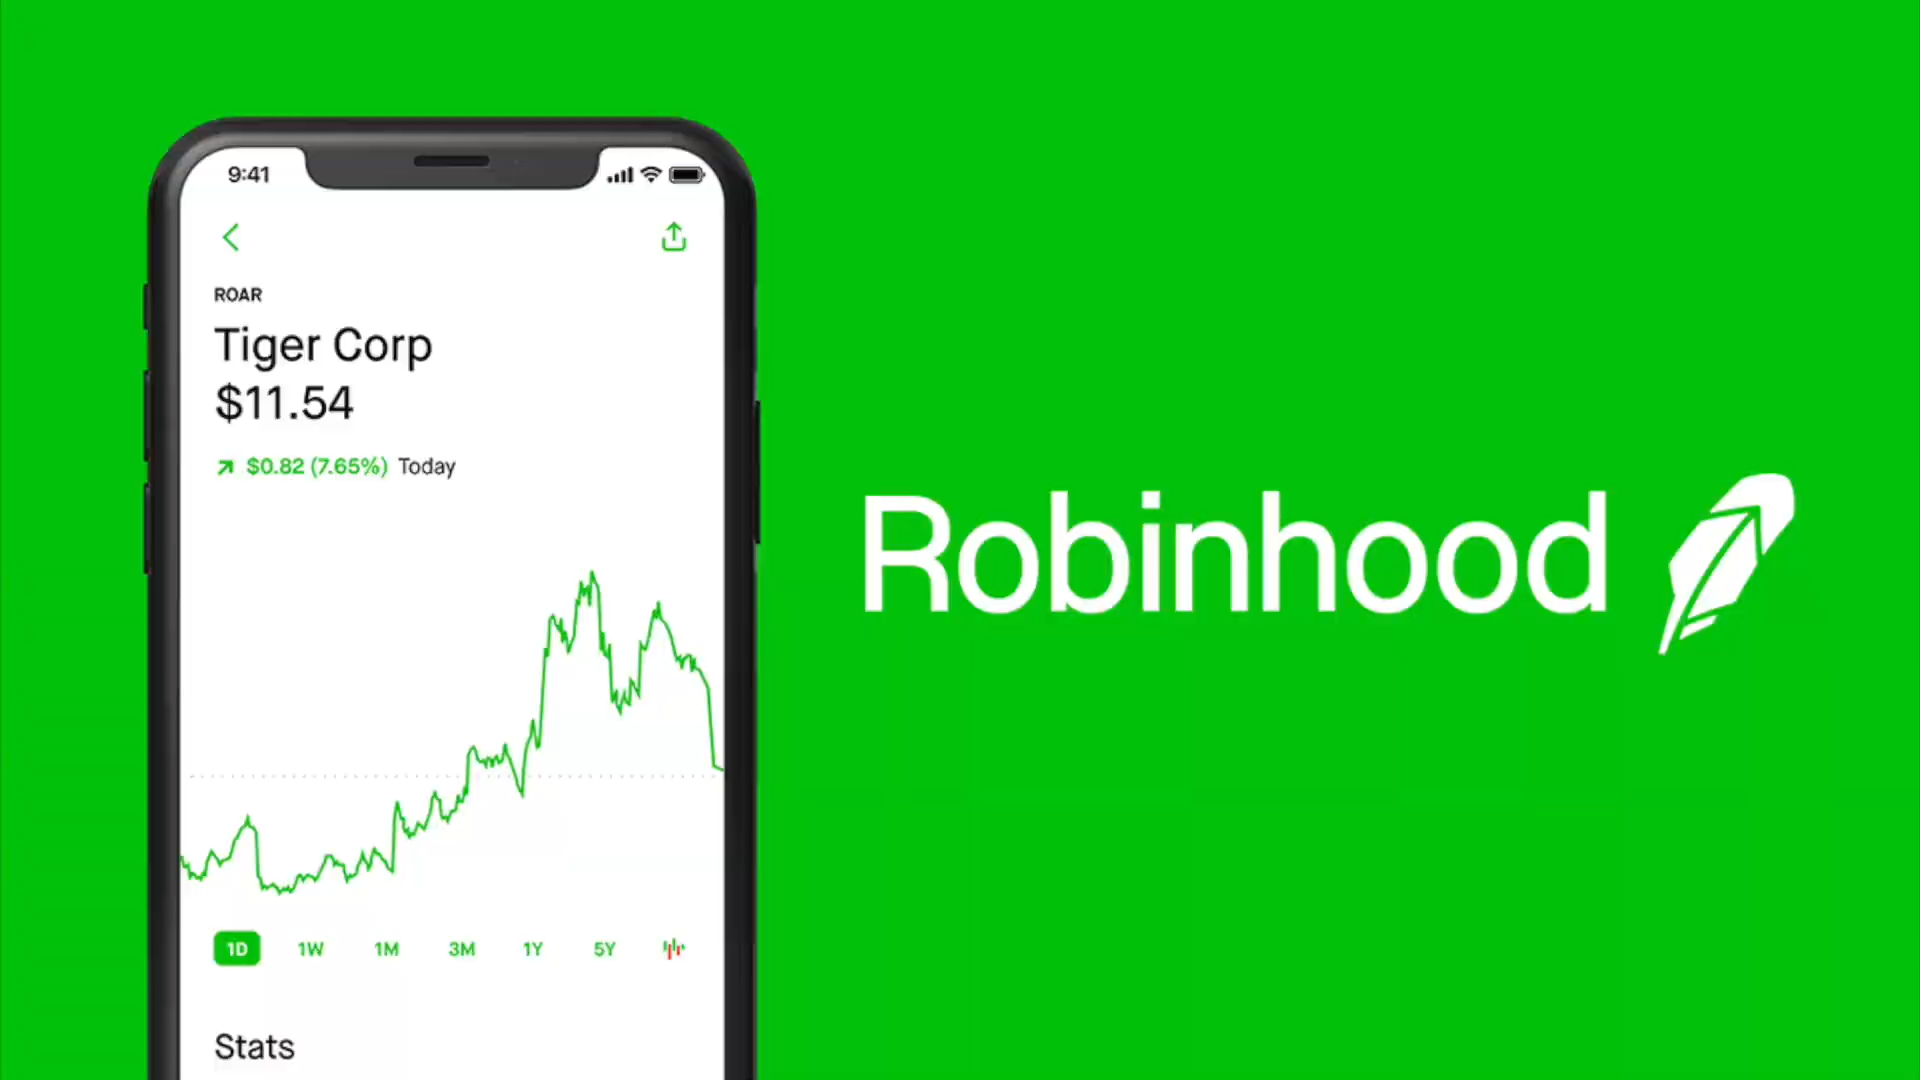 9:41
ROAR
Tiger Corp
$11.54
$0.82 (7.65%) Today
1D 1W 1M 3M 1Y 5Y
Stats
Robinhood